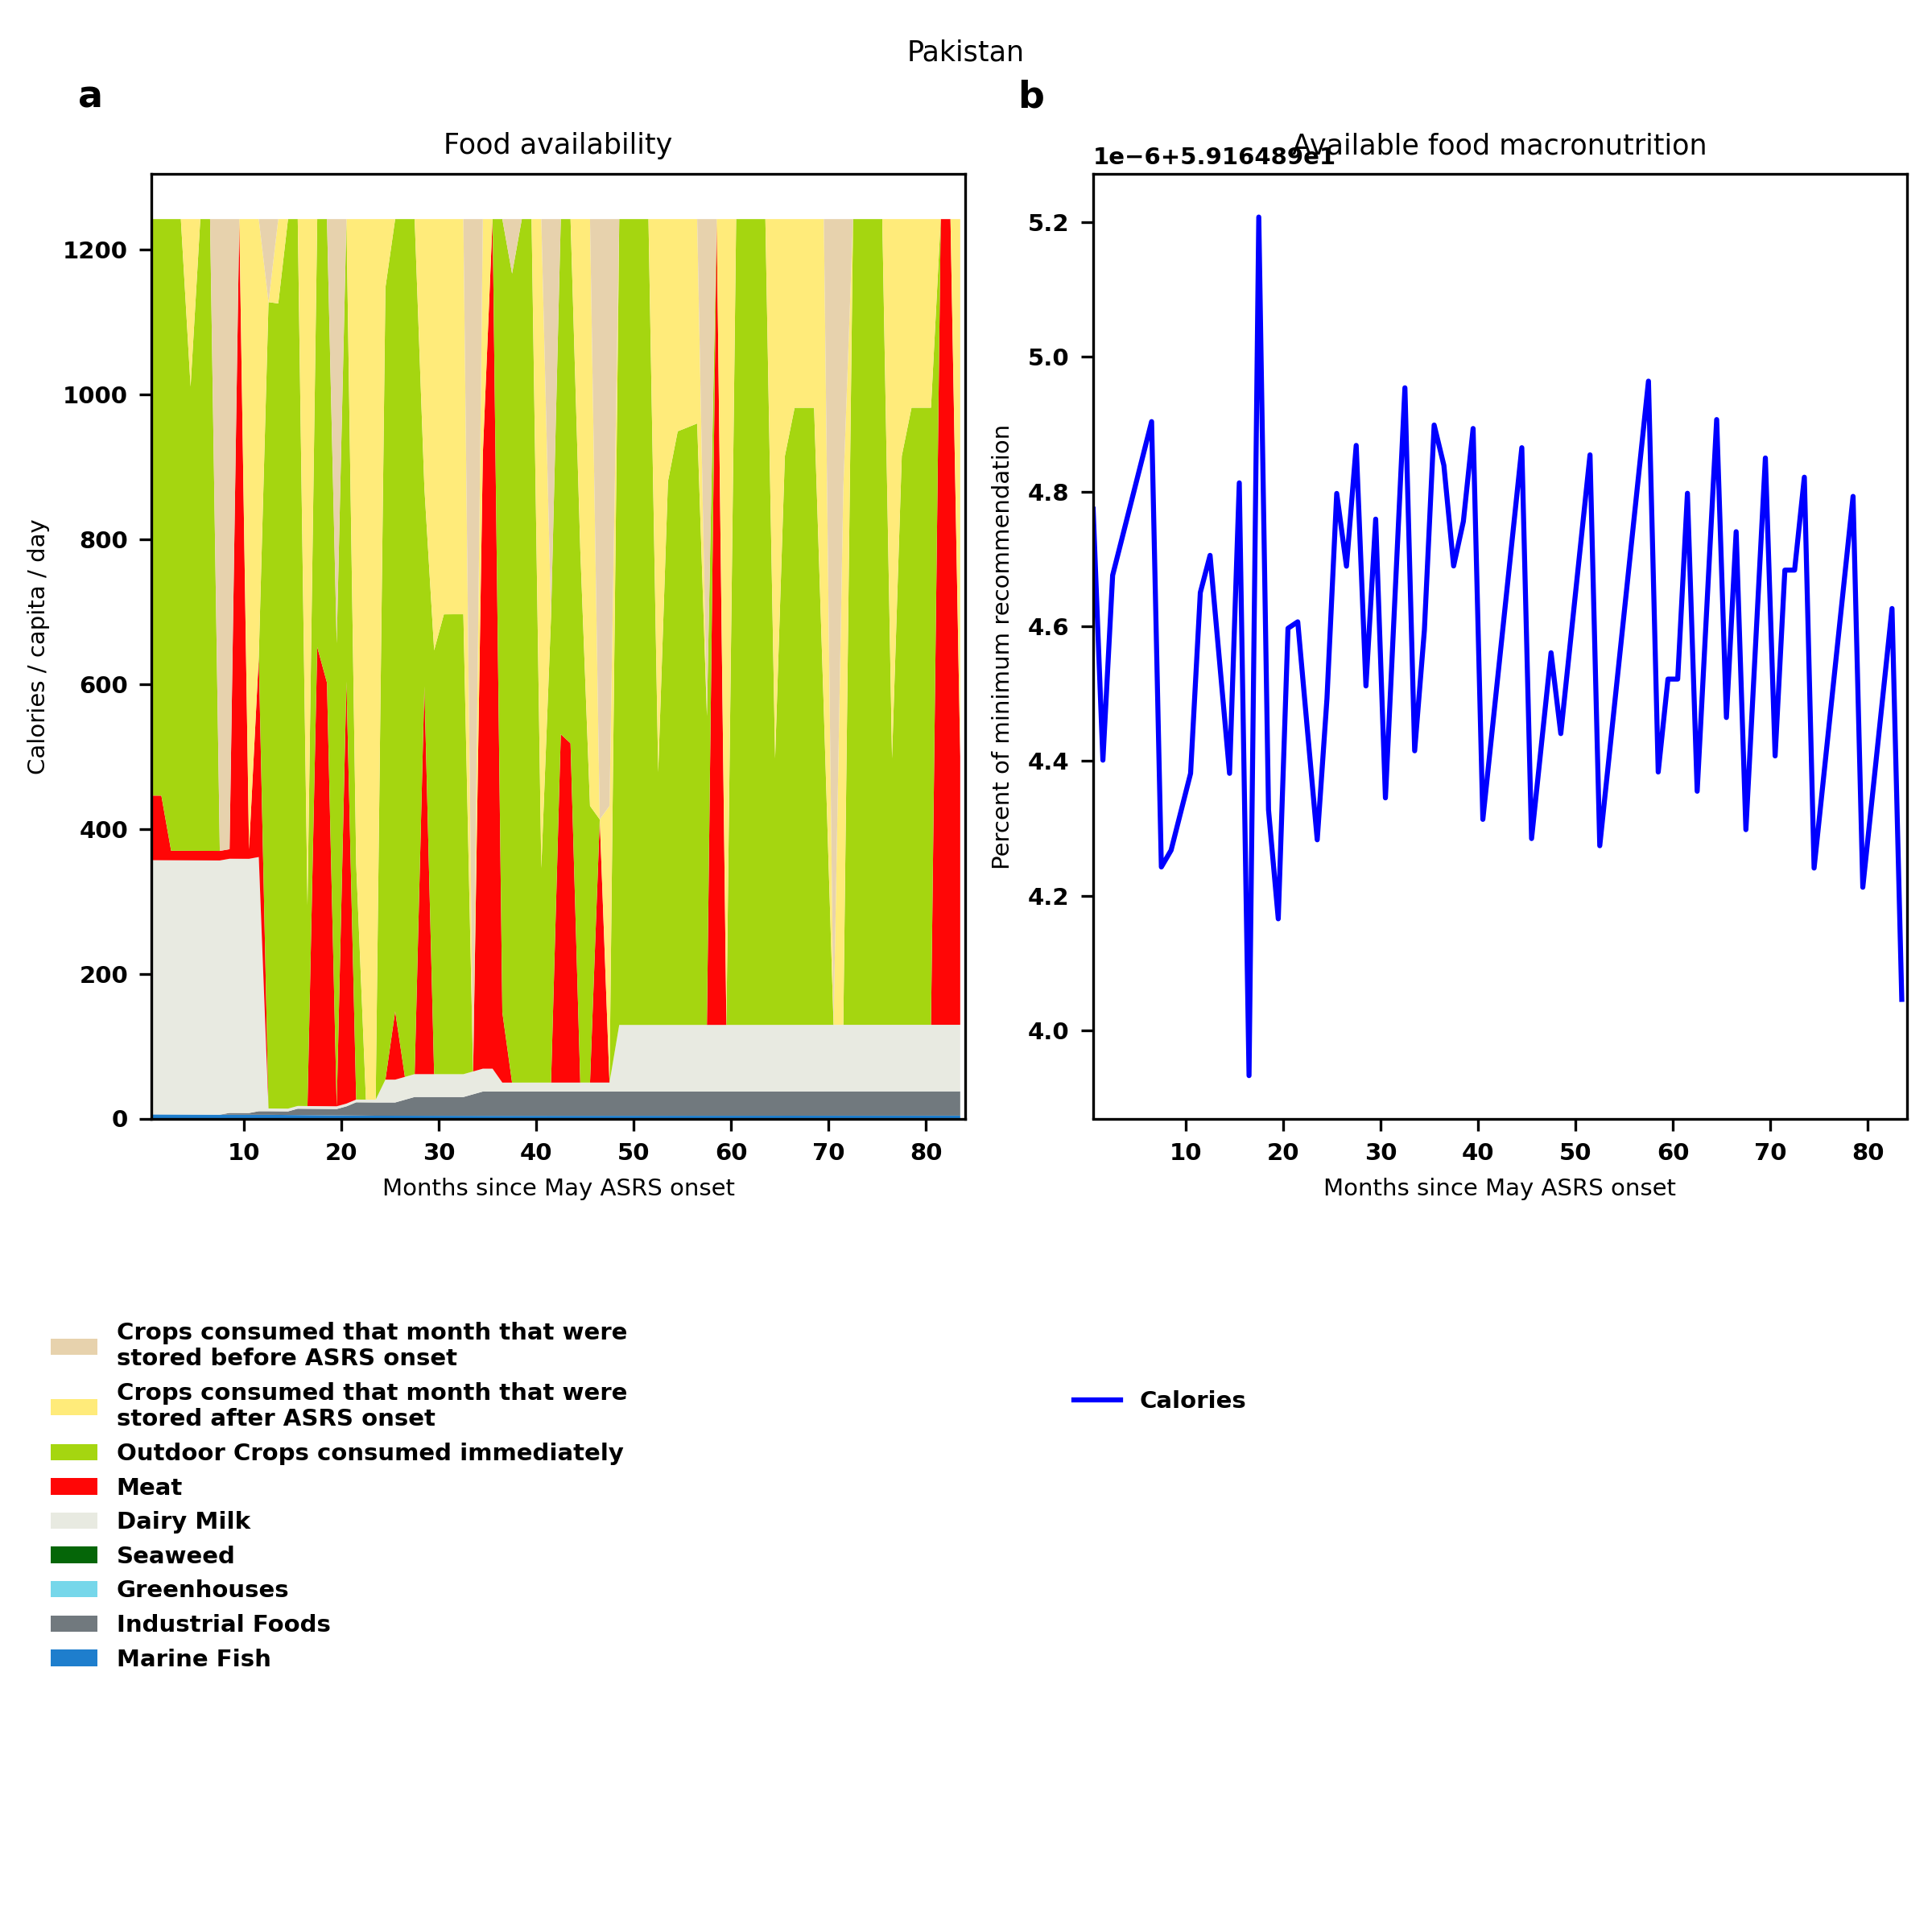 Pakistan
a
b
Food availability
Available food macronutrition
1e−6+5.916489e1
Calories / capita / day
0
200
400
600
800
1000
1200
10 20 30 40 50 60 70 80
Months since May ASRS onset
Percent of minimum recommendation
5.2
5.0
4.8
4.6
4.4
4.2
4.0
10 20 30 40 50 60 70 80
Months since May ASRS onset
Crops consumed that month that were
stored before ASRS onset
Crops consumed that month that were
stored after ASRS onset
Outdoor Crops consumed immediately
Meat
Dairy Milk
Seaweed
Greenhouses
Industrial Foods
Marine Fish
Calories